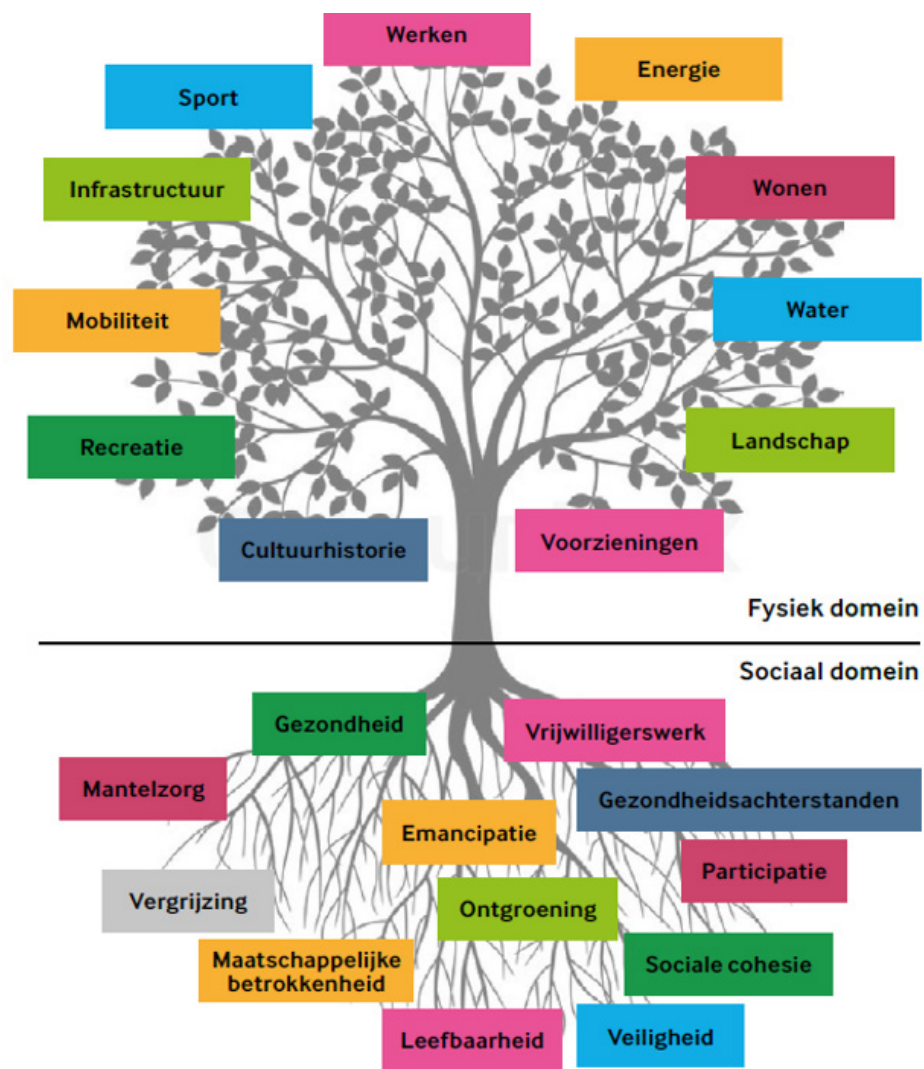 Werken
Energie
Sport
Infrastructuur
Wonen
Mobiliteit
Water
Recreatie
Landschap
Cultuurhistorie
Voorzieningen
Fysiek domein
Sociaal domein
Gezondheid
Vrijwilligerswerk
Mantelzorg
Gezondheidsachterstanden
Emancipatie
Participatie
Vergrijzing
Ontgroening
Maatschappelijke
betrokkenheid
Sociale cohesie
Leefbaarheid
Veiligheid